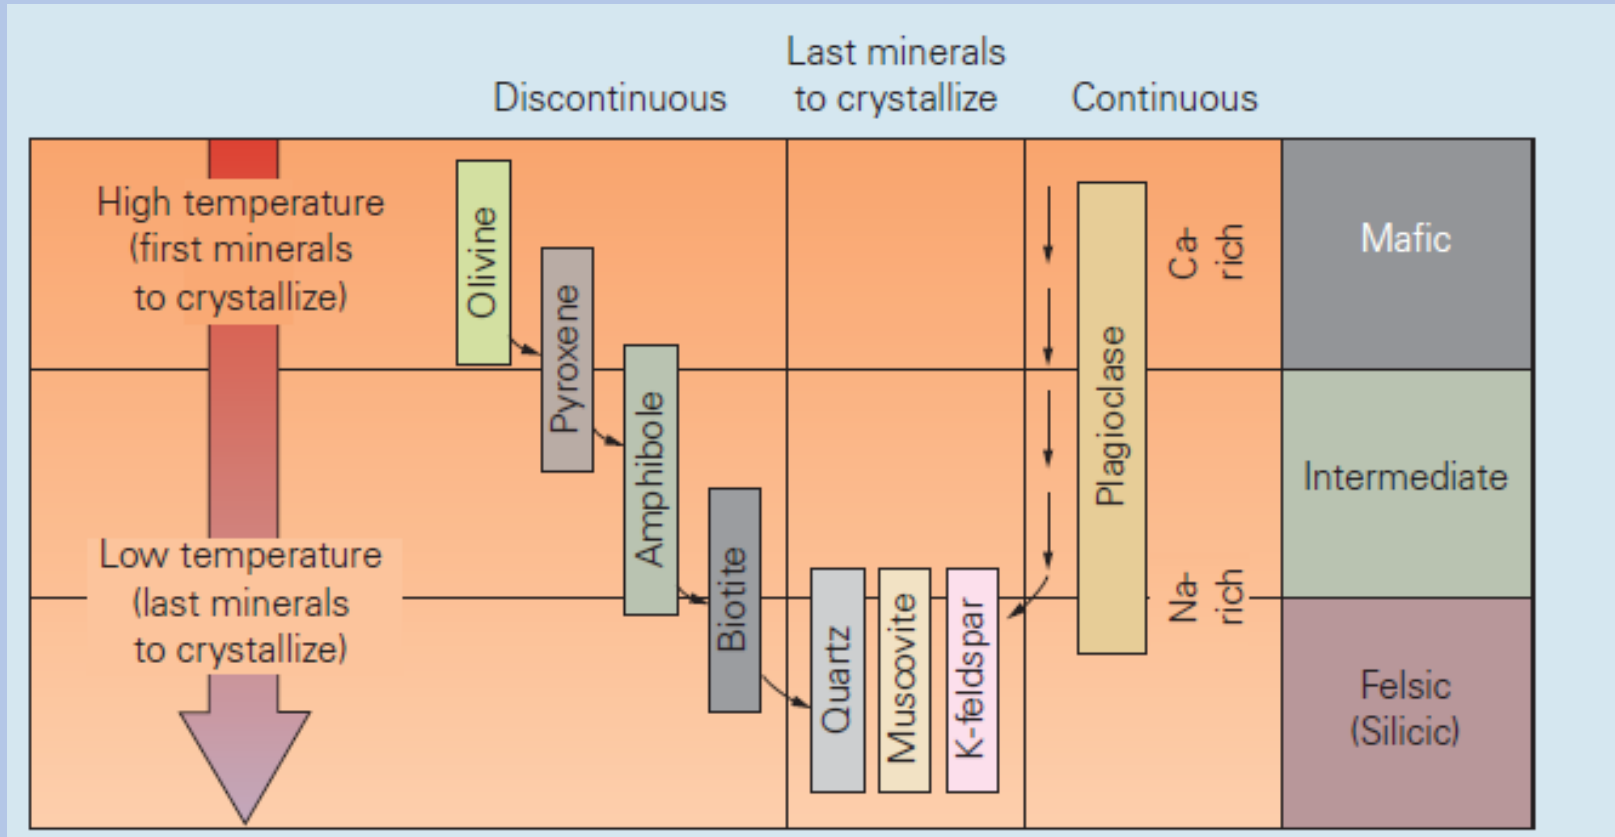 Last minerals
to crystallize
Discontinuous
Continuous
High temperature
(first minerals
to crystallize)
Olivine
Pyroxene
Amphibole
Biotite
Quartz
Muscovite
K-feldspar
Plagioclase
Ca-
rich
Na-
rich
Mafic
Intermediate
Felsic
(Silicic)
Low temperature
(last minerals
to crystallize)